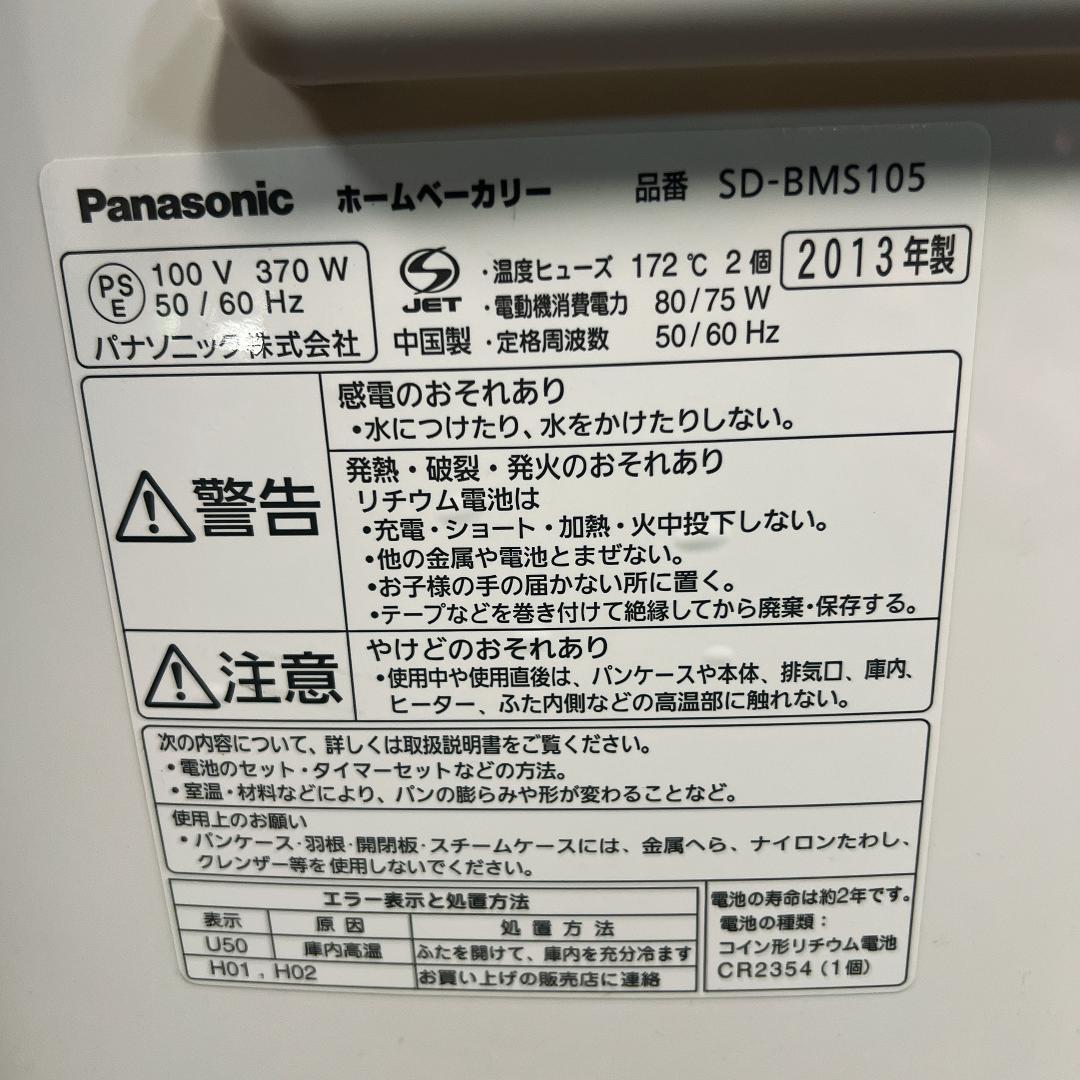 Panasonic ホームベーカリー 品番 SD-BMS105
PSE 100 V 370 W
50 / 60 Hz
パナソニック株式会社
JET
中国製
・温度ヒューズ 172 ℃ 2 個
・電動機消費電力 80/75 W
・定格周波数 50/60 Hz
2013年製
警告
感電のおそれあり
・水につけたり、水をかけたりしない。
発熱・破裂・発火のおそれあり
リチウム電池は
・充電・ショート・加熱・火中投下しない。
・他の金属や電池とまぜない。
・お子様の手の届かない所に置く。
・テープなどを巻き付けて絶縁してから廃棄・保存する。
注意
やけどのおそれあり
・使用中や使用直後は、パンケースや本体、排気口、庫内、
ヒーター、ふた内側などの高温部に触れない。
次の内容について、詳しくは取扱説明書をご覧ください。
・電池のセット・タイマーセットなどの方法。
・室温・材料などにより、パンの膨らみや形が変わることなど。
使用上のお願い
・パンケース・羽根・開閉板・スチームケースには、金属へら、ナイロンたわし、
クレンザー等を使用しないでください。
エラー表示と処置方法
表示 原因 処置方法
U50 庫内高温 ふたを開けて、庫内を充分冷ます
H01 , H02 お買い上げの販売店に連絡
電池の寿命は約2年です。
電池の種類：
コイン形リチウム電池
CR2354（1個）